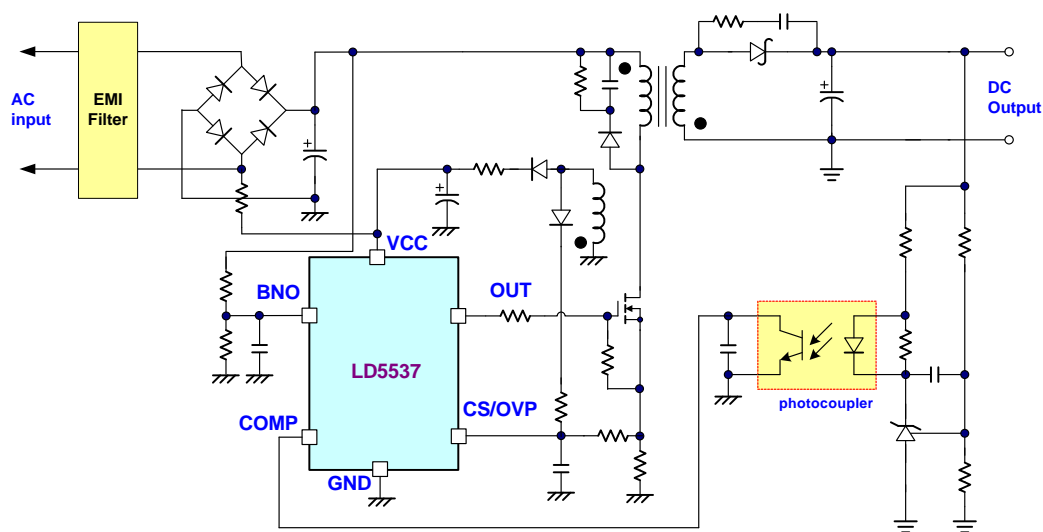 EMI
Filter
AC
input
DC
Output
+
+
+
VCC
BNO
OUT
LD5537
COMP
CS/OVP
GND
photocoupler